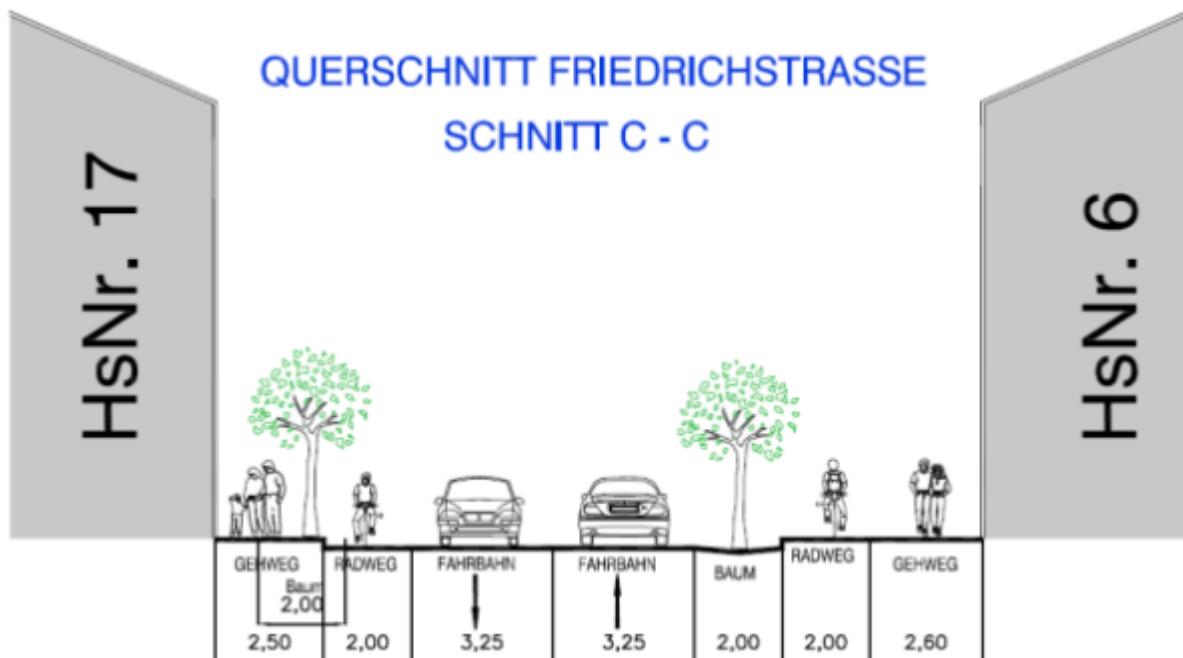 QUERSCHNITT FRIEDRICHSTRASSE
SCHNITT C - C
HsNr. 17
HsNr. 6
GEHWEG RADWEG FAHRBAHN FAHRBAHN BAUM RADWEG GEHWEG
Baum
2,00
2,50 2,00 3,25 3,25 2,00 2,00 2,60